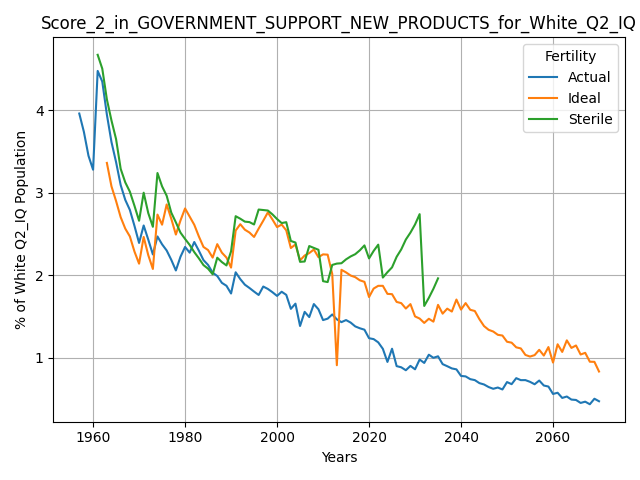 Score_2_in_GOVERNMENT_SUPPORT_NEW_PRODUCTS_for_White_Q2_IQ
Fertility
Actual
Ideal
Sterile
% of White Q2_IQ Population
4
3
2
1
1960 1980 2000 2020 2040 2060
Years